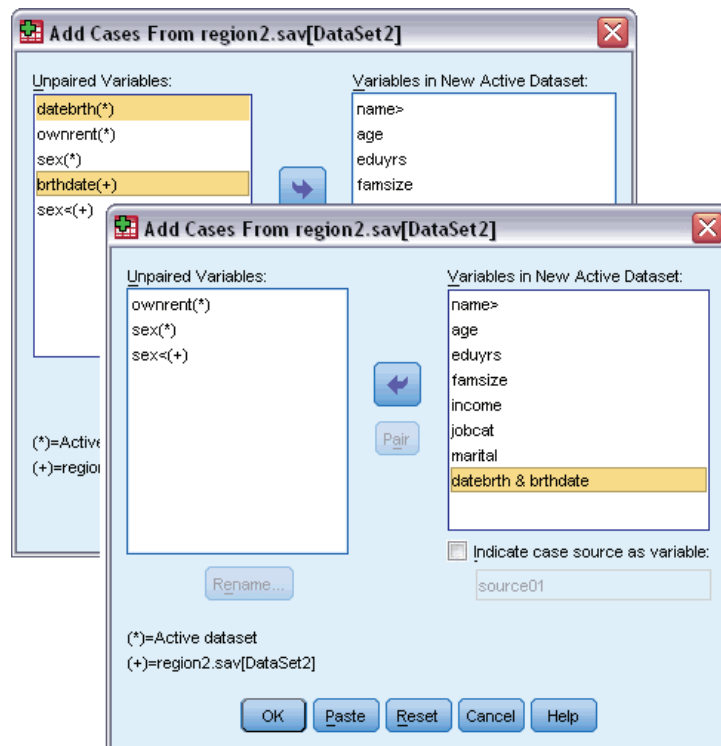 Add Cases From region2.sav[DataSet2]
Unpaired Variables:
datebrth(*)
ownrent(*)
sex(*)
brthdate(+)
sex<(+)
Variables in New Active Dataset:
name>
age
eduyrs
famsize
(*)=Active
(+)=region
Add Cases From region2.sav[DataSet2]
Unpaired Variables:
ownrent(*)
sex(*)
sex<(+)
Pair
Variables in New Active Dataset:
name>
age
eduyrs
famsize
income
jobcat
marital
datebrth & brthdate
Indicate case source as variable:
source01
Rename...
(*)=Active dataset
(+)=region2.sav[DataSet2]
OK Paste Reset Cancel Help